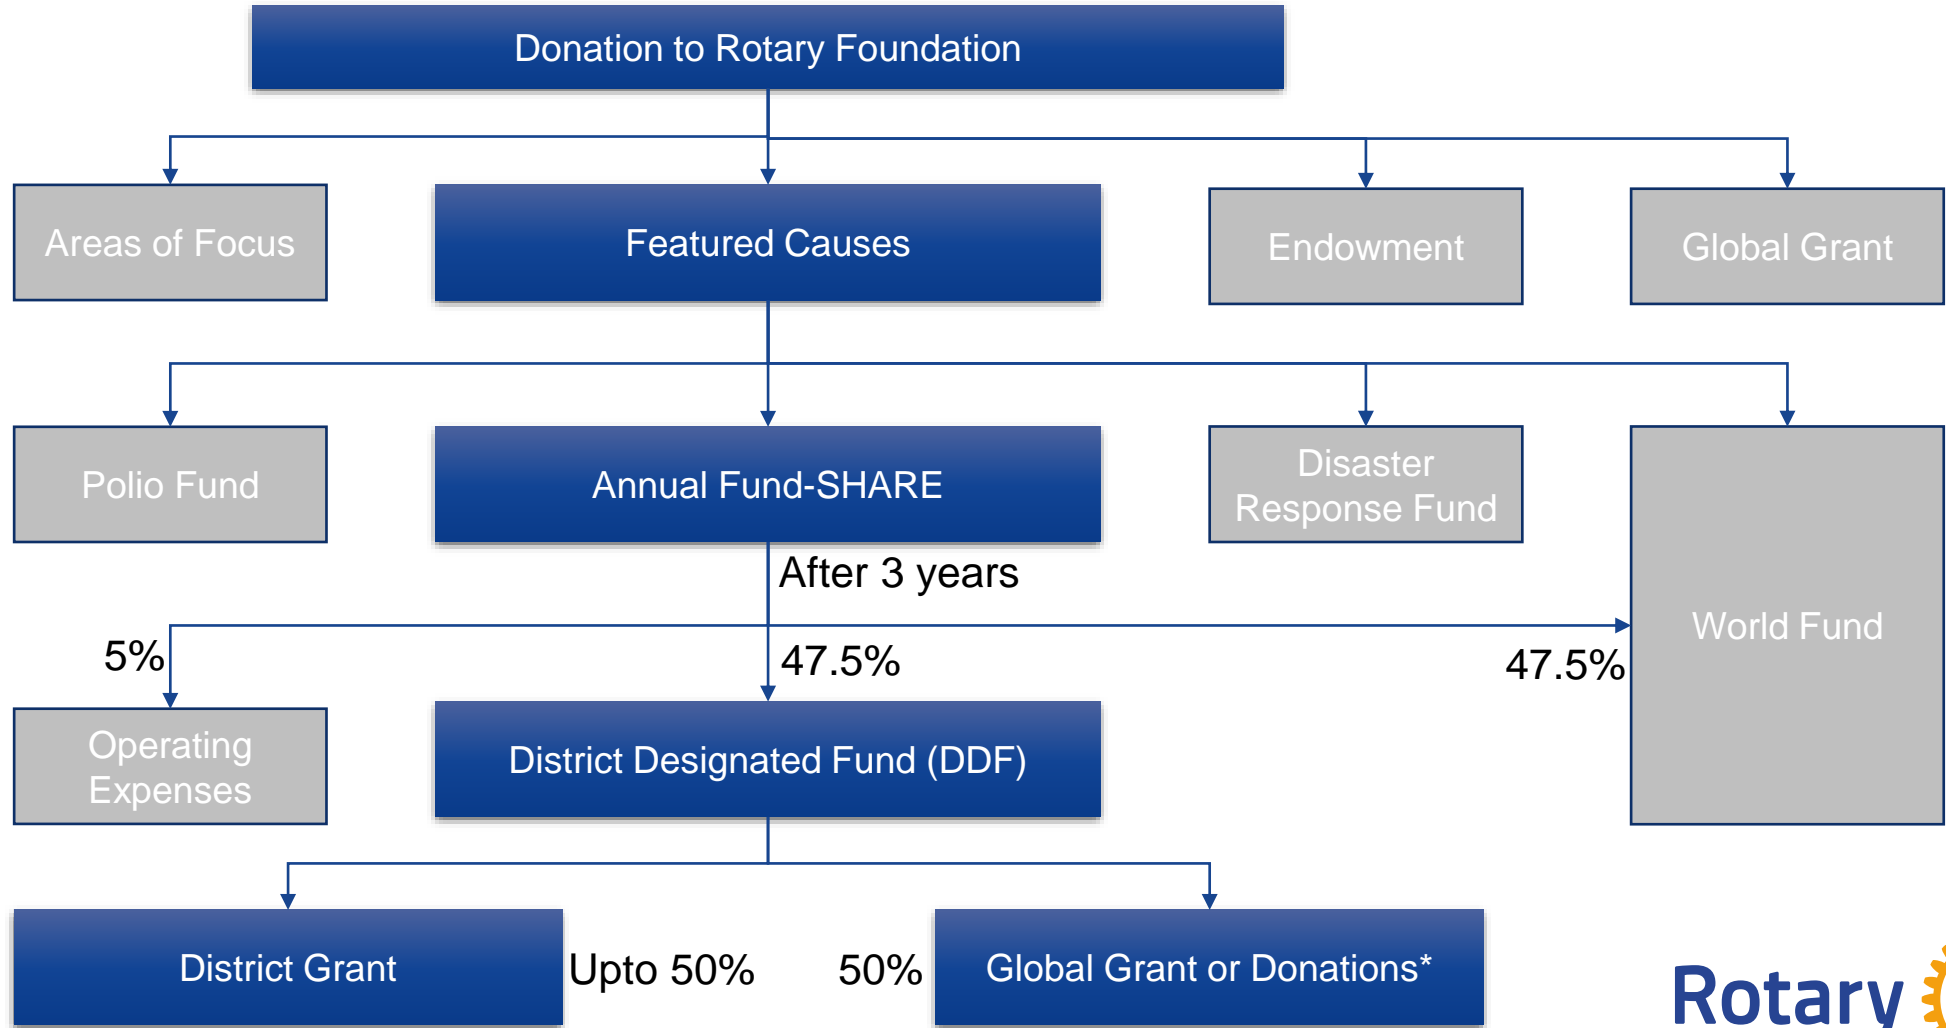 Donation to Rotary Foundation
Areas of Focus
Featured Causes
Endowment
Global Grant
Polio Fund
Annual Fund-SHARE
Disaster
Response Fund
World Fund
After 3 years
5%
47.5%
47.5%
Operating
Expenses
District Designated Fund (DDF)
District Grant
Upto 50%
50%
Global Grant or Donations*
Rotary